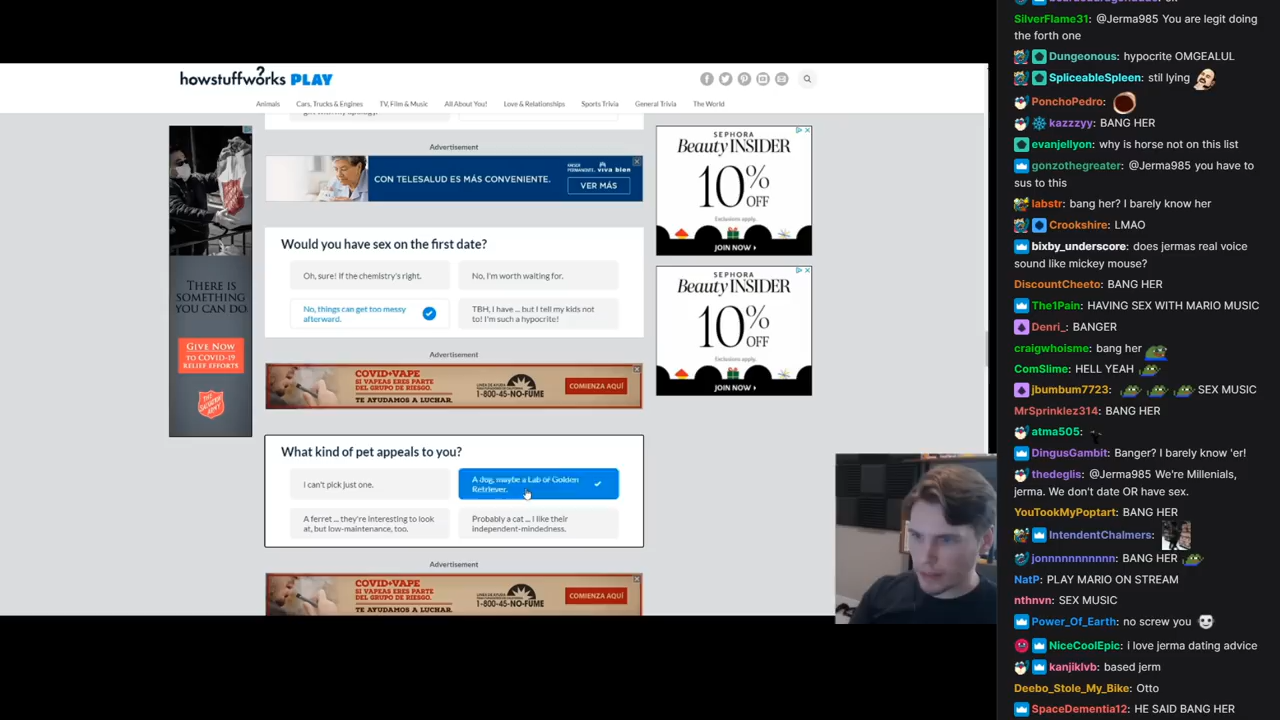 howstuffworks PLAY
Animals Cars, Trucks & Engines TV, Film & Music All About You! Love & Relationships Sports Trivia General Trivia The World
Advertisement
CON TELESALUD ES MÁS CONVENIENTE.
viva bien
VER MÁS
Would you have sex on the first date?
Oh, sure! If the chemistry's right.
No, I'm worth waiting for.
No, things can get too messy
afterward.
TBH, I have ... but I tell my kids not
to! I'm such a hypocrite!
Advertisement
COVID+VAPE
SI VAPEAS ERES PARTE
DEL GRUPO DE RIESGO.
TE AYUDAMOS A LUCHAR.
1-800-45-NO-FUME
COMIENZA AQUÍ
What kind of pet appeals to you?
I can't pick just one.
A dog, maybe a Lab or Golden
Retriever.
A ferret ... they're interesting to look
at, but low-maintenance, too.
Probably a cat ... I like their
independent-mindedness.
Advertisement
COVID+VAPE
SI VAPEAS ERES PARTE
DEL GRUPO DE RIESGO.
TE AYUDAMOS A LUCHAR.
1-800-45-NO-FUME
COMIENZA AQUÍ
THERE IS
SOMETHING
YOU CAN DO.
GIVE NOW
TO COVID-19
RELIEF EFFORTS
SEPHORA
Beauty INSIDER
10% OFF
Exclusions apply.
JOIN NOW
SEPHORA
Beauty INSIDER
10% OFF
Exclusions apply.
JOIN NOW
SilverFlame31: @Jerma985 You are legit doing
the forth one
Dungeonous: hypocrite OMGEALUL
SpliceableSpleen: stil lying
PonchoPedro:
kazzzyy: BANG HER
evanjellyon: why is horse not on this list
gonzothegreater: @Jerma985 you have to
sus to this
labstr: bang her? I barely know her
Crookshire: LMAO
bixby_underscore: does jermas real voice
sound like mickey mouse?
DiscountCheeto: BANG HER
The1Pain: HAVING SEX WITH MARIO MUSIC
Denri_: BANGER
craigwhoisme: bang her
ComSlime: HELL YEAH
jbumbum7723: SEX MUSIC
MrSprinklez314: BANG HER
atma505:
DingusGambit: Banger? I barely know 'er!
thedeglis: @Jerma985 We're Millenials,
jerma. We don't date OR have sex.
YouTookMyPoptart: BANG HER
IntendentChalmers:
jonnnnnnnnnn: BANG HER
NatP: PLAY MARIO ON STREAM
nthnvn: SEX MUSIC
Power_Of_Earth: no screw you
NiceCoolEpic: i love jerma dating advice
kanjiklvb: based jerm
Deebo_Stole_My_Bike: Otto
SpaceDementia12: HE SAID BANG HER